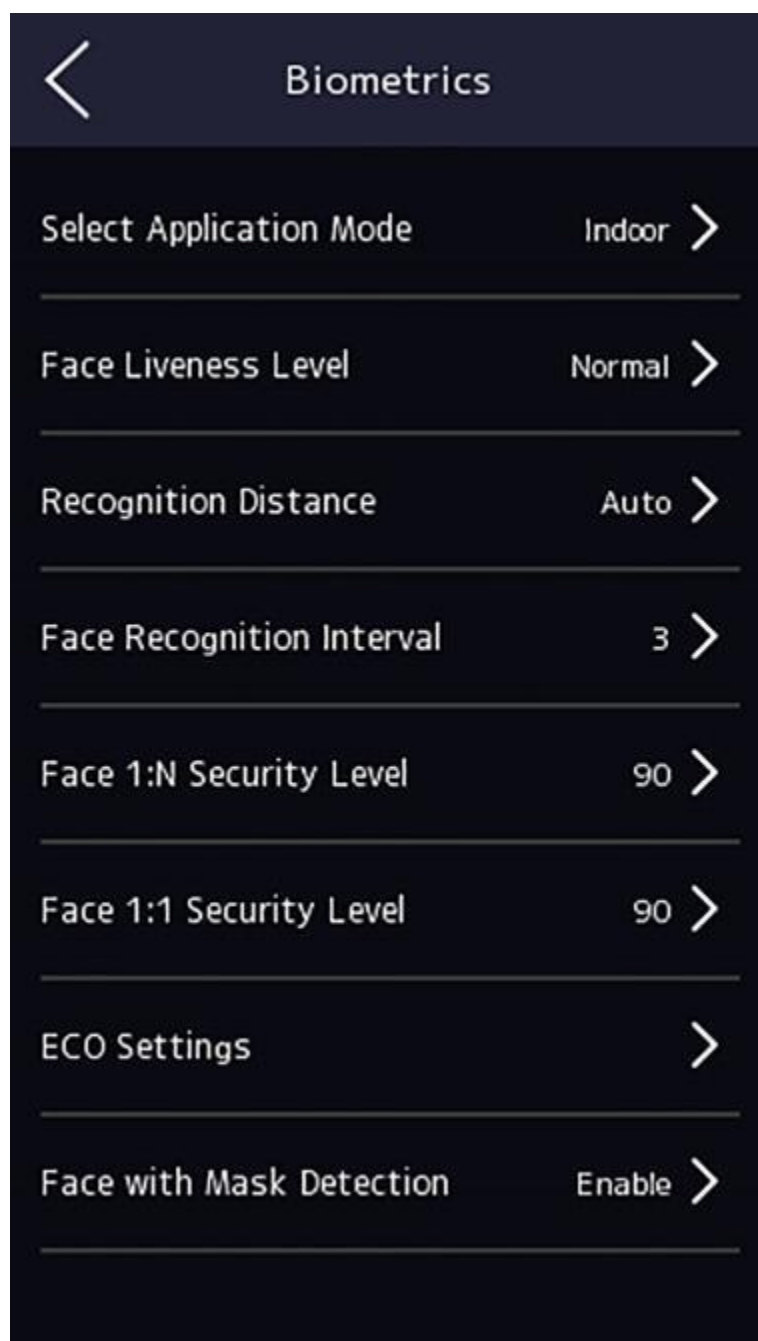 Biometrics
Select Application Mode Indoor
Face Liveness Level Normal
Recognition Distance Auto
Face Recognition Interval 3
Face 1:N Security Level 90
Face 1:1 Security Level 90
ECO Settings
Face with Mask Detection Enable